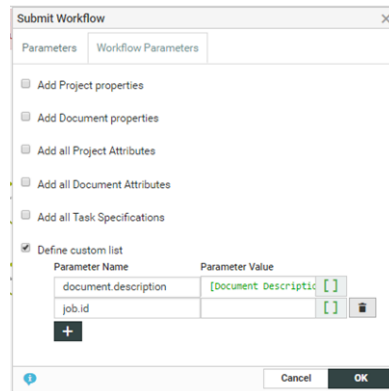 Submit Workflow
Parameters Workflow Parameters
Add Project properties
Add Document properties
Add all Project Attributes
Add all Document Attributes
Add all Task Specifications
Define custom list
Parameter Name Parameter Value
document.description [Document Descriptio [ ]
job.id [ ]
+
Cancel OK